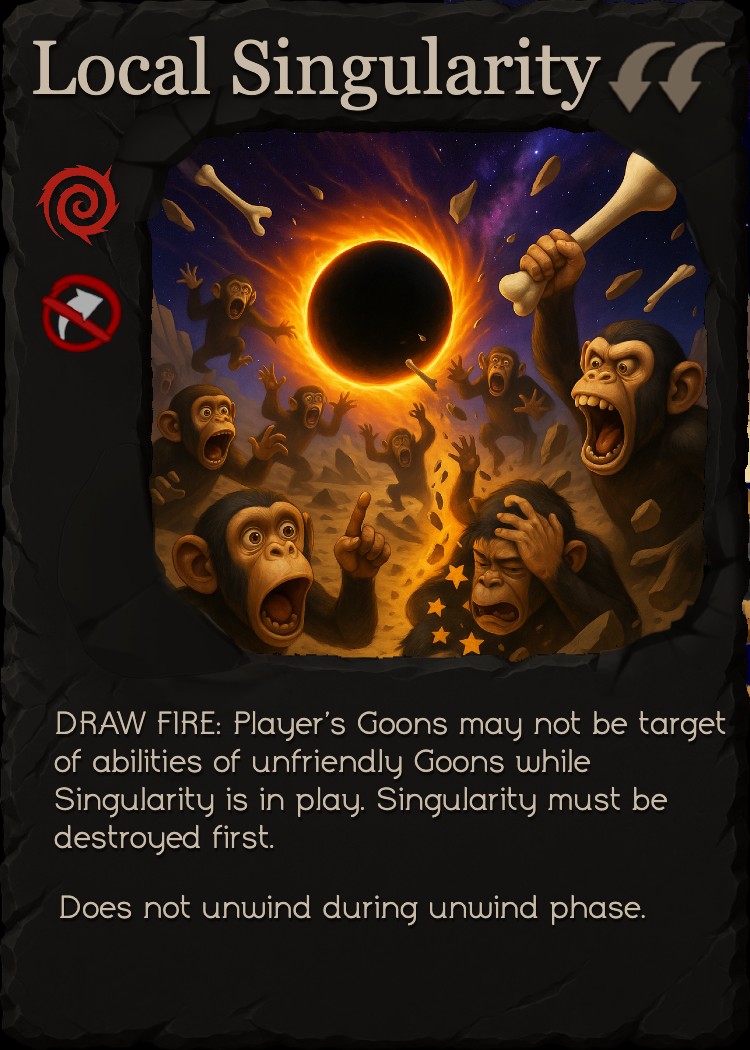 Local Singularity
DRAW FIRE: Player's Goons may not be target
of abilities of unfriendly Goons while
Singularity is in play. Singularity must be
destroyed first.
Does not unwind during unwind phase.